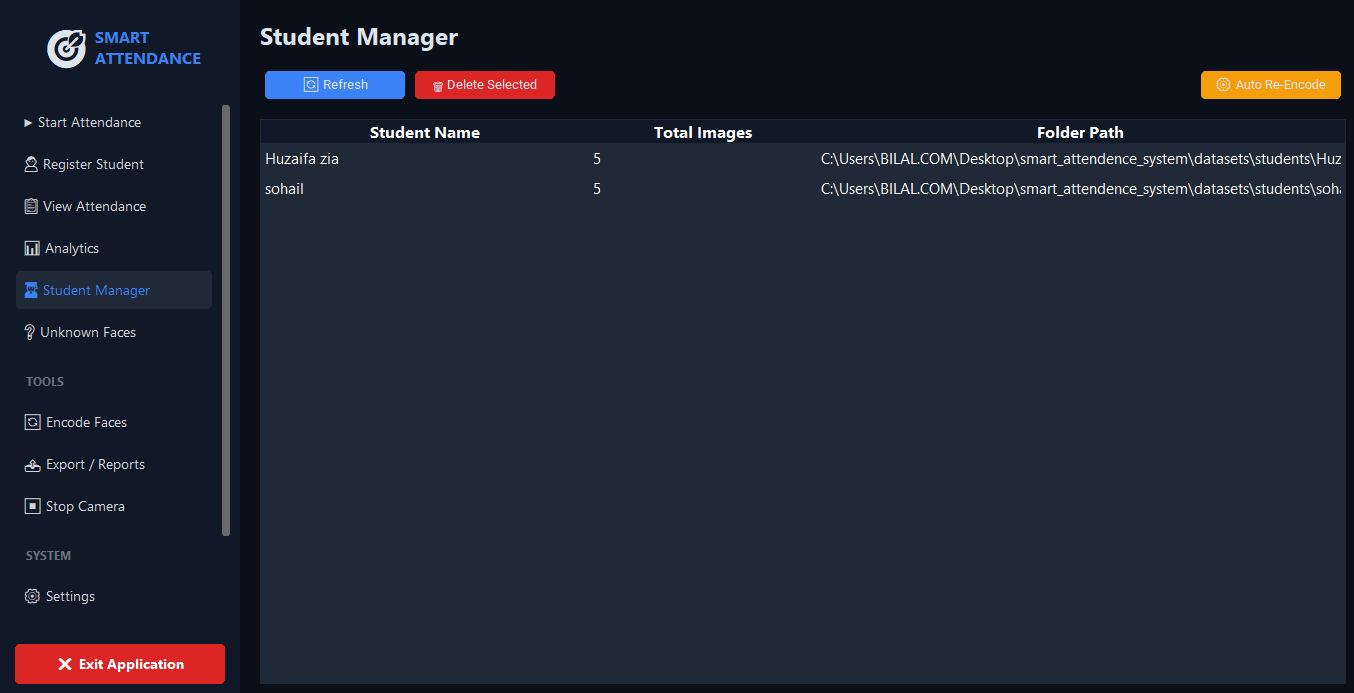 SMART
ATTENDANCE
Start Attendance
Register Student
View Attendance
Analytics
Student Manager
Unknown Faces
TOOLS
Encode Faces
Export / Reports
Stop Camera
SYSTEM
Settings
Exit Application
Student Manager
Refresh Delete Selected Auto Re-Encode
Student Name Total Images Folder Path
Huzaifa zia 5 C:\Users\BILAL.COM\Desktop\smart_attendence_system\datasets\students\Huz
sohail 5 C:\Users\BILAL.COM\Desktop\smart_attendence_system\datasets\students\soha